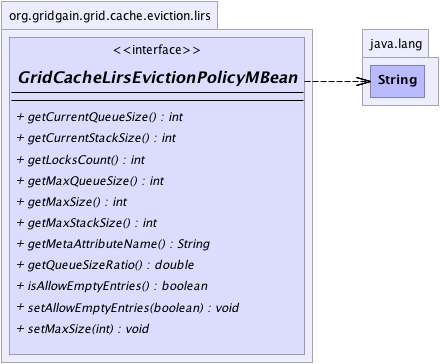 org.gridgain.grid.cache.eviction.lirs
<<interface>>
GridCacheLirsEvictionPolicyMBean
+ getCurrentQueueSize() : int
+ getCurrentStackSize() : int
+ getLocksCount() : int
+ getMaxQueueSize() : int
+ getMaxSize() : int
+ getMaxStackSize() : int
+ getMetaAttributeName() : String
+ getQueueSizeRatio() : double
+ isAllowEmptyEntries() : boolean
+ setAllowEmptyEntries(boolean) : void
+ setMaxSize(int) : void
java.lang
String